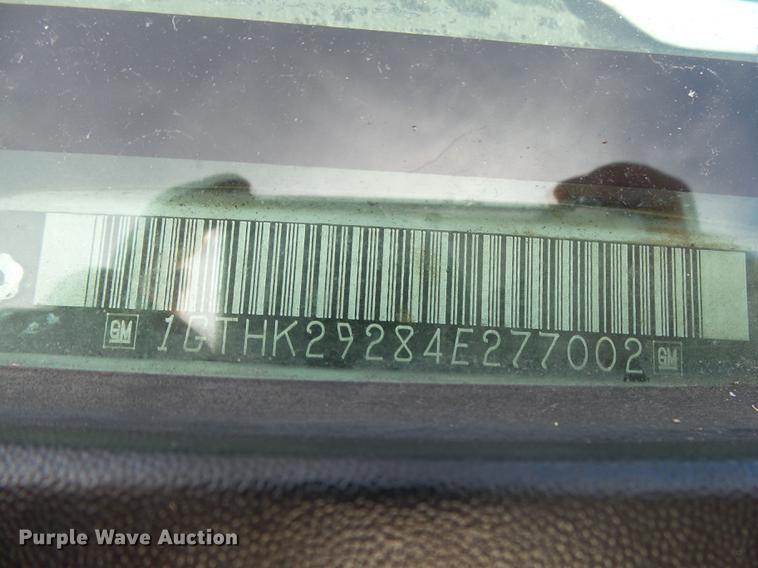 GM 1GTHK29284E277002 GM
Purple Wave Auction